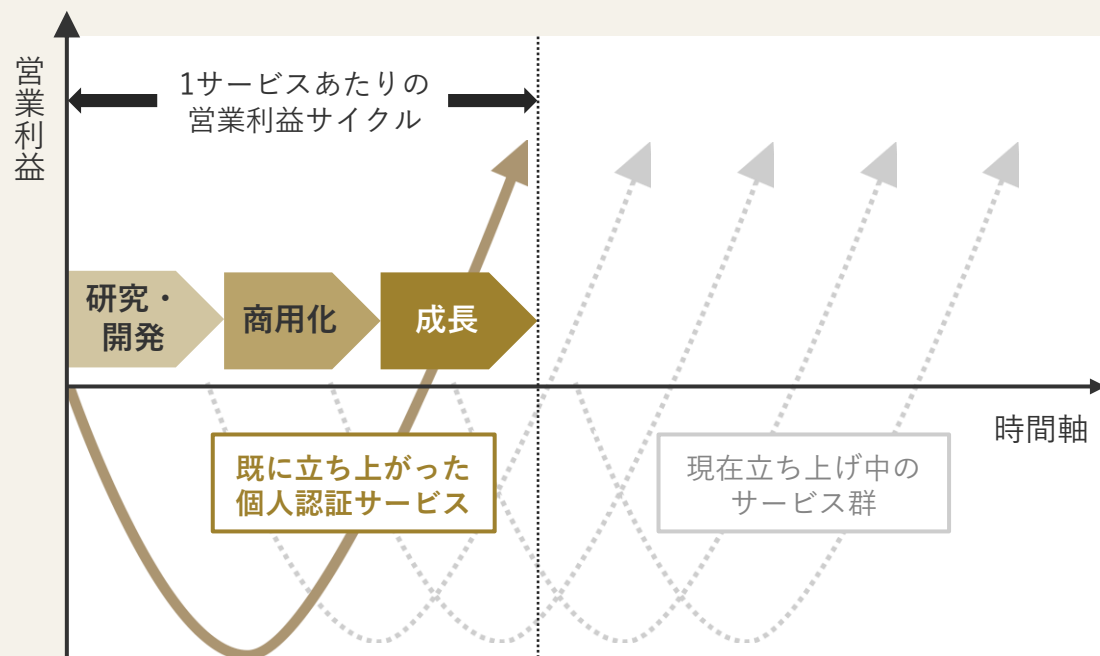 営業利益
1サービスあたりの
営業利益サイクル
研究・
開発
商用化
成長
時間軸
既に立ち上がった
個人認証サービス
現在立ち上げ中の
サービス群